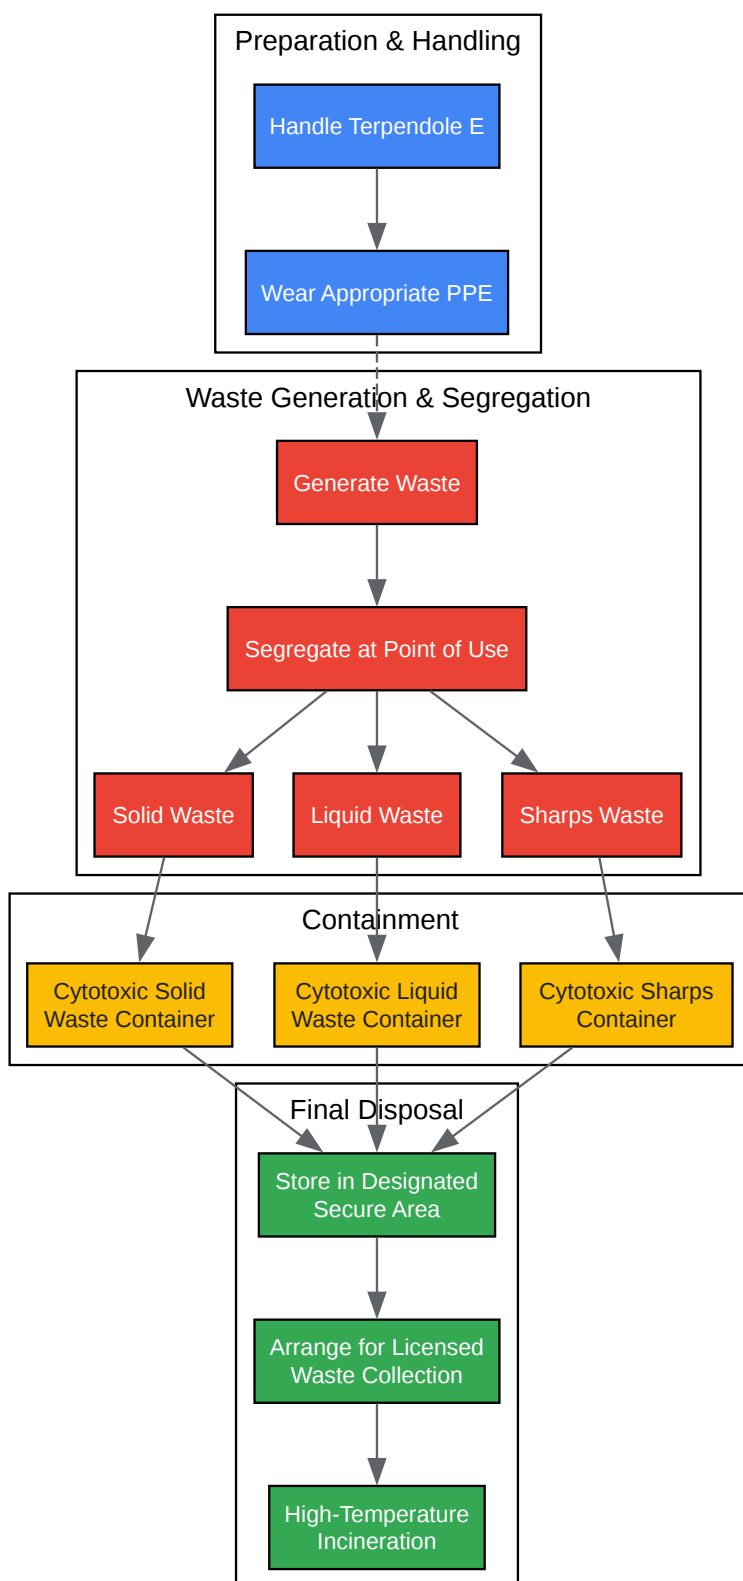 Preparation & Handling
Handle Terpendole E
Wear Appropriate PPE
Waste Generation & Segregation
Generate Waste
Segregate at Point of Use
Solid Waste
Liquid Waste
Sharps Waste
Containment
Cytotoxic Solid
Waste Container
Cytotoxic Liquid
Waste Container
Cytotoxic Sharps
Container
Final Disposal
Store in Designated
Secure Area
Arrange for Licensed
Waste Collection
High-Temperature
Incineration